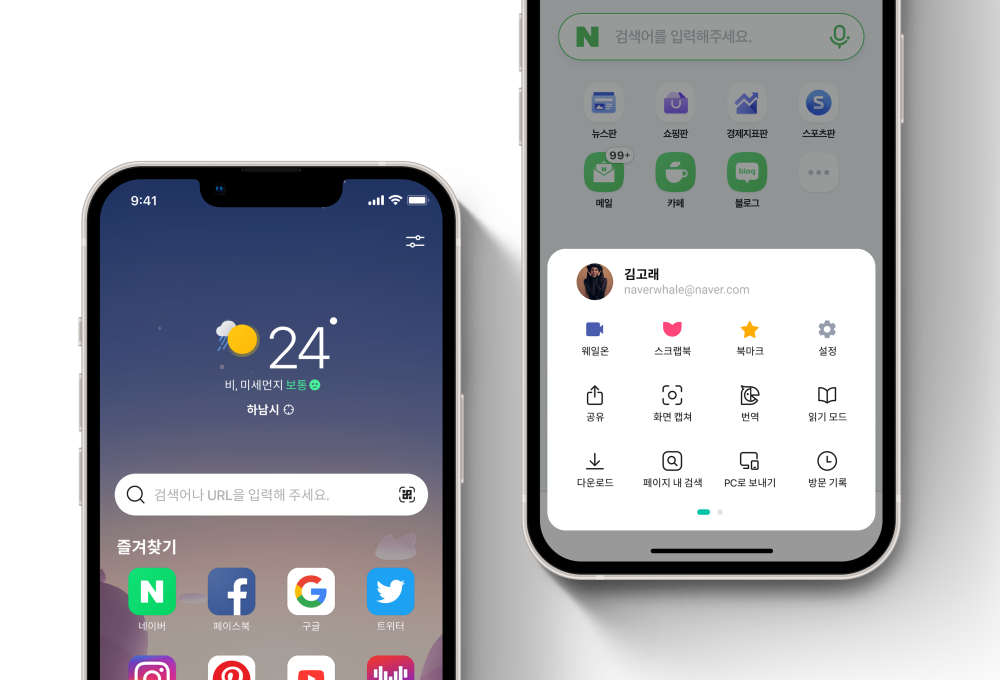 9:41
24°
비, 미세먼지 보통
하남시
검색어나 URL을 입력해 주세요.
즐겨찾기
N
네이버
페이스북
G
구글
트위터
N 검색어를 입력해주세요.
뉴스판
쇼핑판
경제지표판
S
스포츠판
99+
N
메일
카페
blog
블로그
김고래
naverwhale@naver.com
웨일온
스크랩북
북마크
설정
공유
화면 캡쳐
번역
읽기 모드
다운로드
페이지 내 검색
PC로 보내기
방문 기록